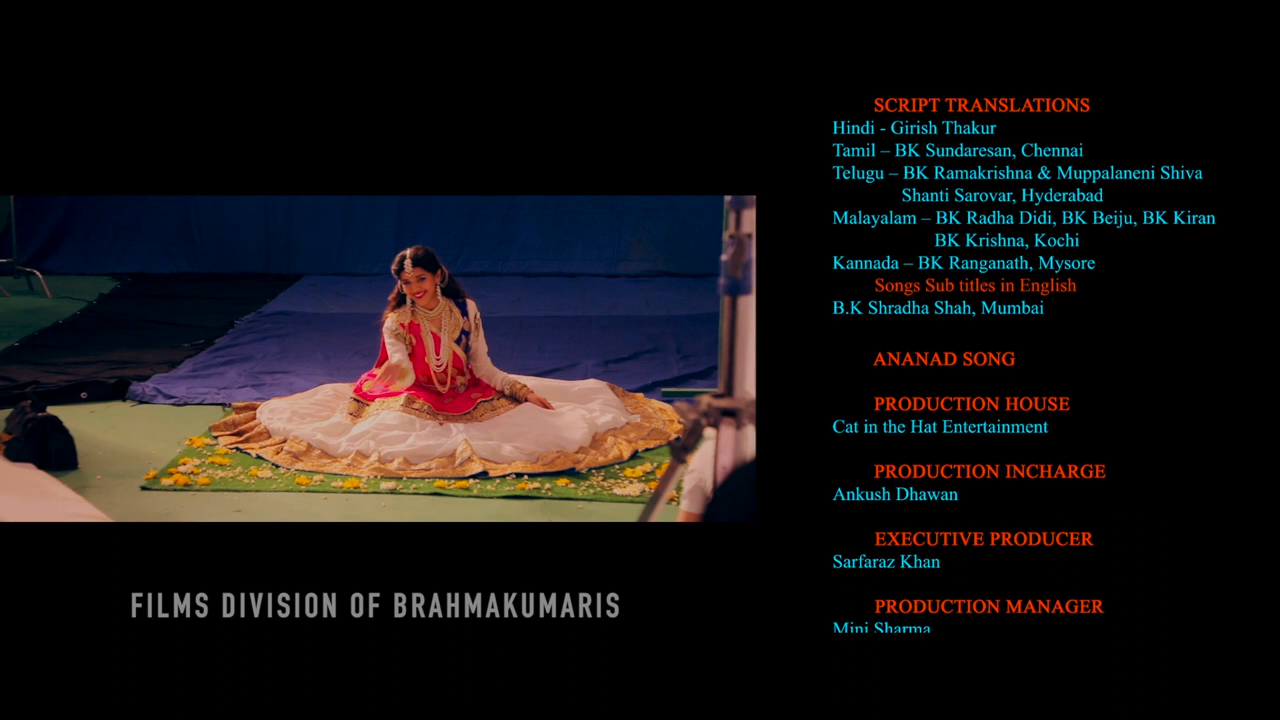 SCRIPT TRANSLATIONS
Hindi - Girish Thakur
Tamil – BK Sundaresan, Chennai
Telugu – BK Ramakrishna & Muppalaneni Shiva
Shanti Sarovar, Hyderabad
Malayalam – BK Radha Didi, BK Beiju, BK Kiran
BK Krishna, Kochi
Kannada – BK Ranganath, Mysore
Songs Sub titles in English
B.K Shradha Shah, Mumbai
ANANAD SONG
PRODUCTION HOUSE
Cat in the Hat Entertainment
PRODUCTION INCHARGE
Ankush Dhawan
EXECUTIVE PRODUCER
Sarfaraz Khan
PRODUCTION MANAGER
Mini Sharma
FILMS DIVISION OF BRAHMAKUMARIS